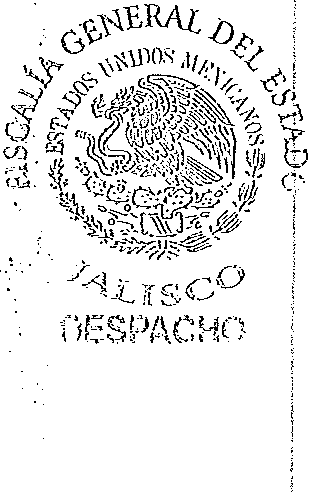 FISCALÍA GENERAL DEL ESTADO
ESTADOS UNIDOS MEXICANOS
JALISCO
DESPACHO